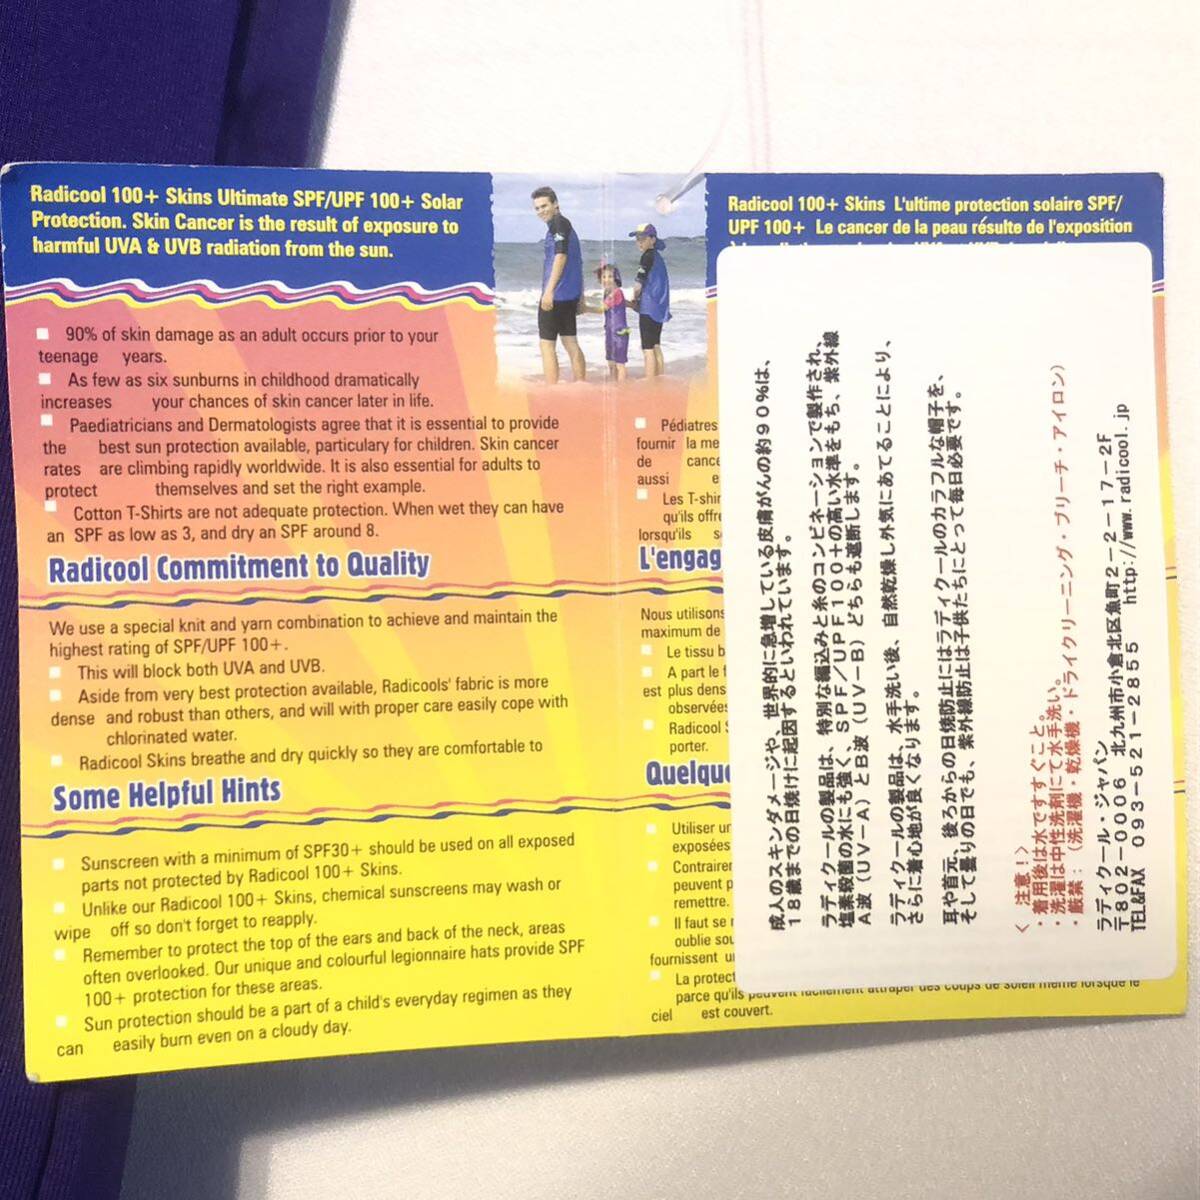 Radicool 100+ Skins Ultimate SPF/UPF 100+ Solar
Protection. Skin Cancer is the result of exposure to
harmful UVA & UVB radiation from the sun.
90% of skin damage as an adult occurs prior to your
teenage years.
As few as six sunburns in childhood dramatically
increases your chances of skin cancer later in life.
Paediatricians and Dermatologists agree that it is essential to provide
the best sun protection available, particulary for children. Skin cancer
rates are climbing rapidly worldwide. It is also essential for adults to
protect themselves and set the right example.
Cotton T-Shirts are not adequate protection. When wet they can have
an SPF as low as 3, and dry an SPF around 8.
Radicool Commitment to Quality
We use a special knit and yarn combination to achieve and maintain the
highest rating of SPF/UPF 100+.
This will block both UVA and UVB.
Aside from very best protection available, Radicools' fabric is more
dense and robust than others, and will with proper care easily cope with
chlorinated water.
Radicool Skins breathe and dry quickly so they are comfortable to
Some Helpful Hints
Sunscreen with a minimum of SPF30+ should be used on all exposed
parts not protected by Radicool 100+ Skins.
Unlike our Radicool 100+ Skins, chemical sunscreens may wash or
wipe off so don't forget to reapply.
Remember to protect the top of the ears and back of the neck, areas
often overlooked. Our unique and colourful legionnaire hats provide SPF
100+ protection for these areas.
Sun protection should be a part of a child's everyday regimen as they
can easily burn even on a cloudy day.
Radicool 100+ Skins L'ultime protection solaire SPF/
UPF 100+ Le cancer de la peau résulte de l'exposition
Pédiatres
fournir la me
de cance
aussi e
Les T-shir
qu'ils offre
lorsqu'ils s
L'engag
Nous utilisons
maximum de
Le tissu b
A part le f
est plus dens
observées
Radicool S
porter.
Quelque
Utiliser un
exposées
Contrairer
peuvent p
remettre.
Il faut se r
oublie sou
fournissent u
La protect
parce qu'ils peuvent facilement attraper des coups de soleil même lorsque le
ciel est couvert.
成人のスキンダメージや、世界的に急増している皮膚がんの約90%は、
18歳までの日焼けに起因するといわれています。
ラディクールの製品は、特別な編込みと糸のコンビネーションで製作され、
塩素殺菌の水にも強く、SPF/UPF100+の高い水準をもち、紫外線
A波(UV-A)とB波(UV-B)どちらも遮断します。
ラディクールの製品は、水手洗い後、自然乾燥し外気にあてることにより、
さらに着心地が良くなります。
耳や首元、後ろからの日焼防止にはラディクールのカラフルな帽子を、
そして曇りの日でも、紫外線防止は子供たちにとって毎日必要です。
<注意!>
・着用後は水ですすぐこと。
・洗濯は中性洗剤にて水手洗い。
・厳禁:(洗濯機・乾燥機・ドライクリーニング・ブリーチ・アイロン)
ラディクール・ジャパン
〒802-0006 北九州市小倉北区魚町2-2-17-2F
TEL&FAX 093-521-2855 http://www.radicool.jp